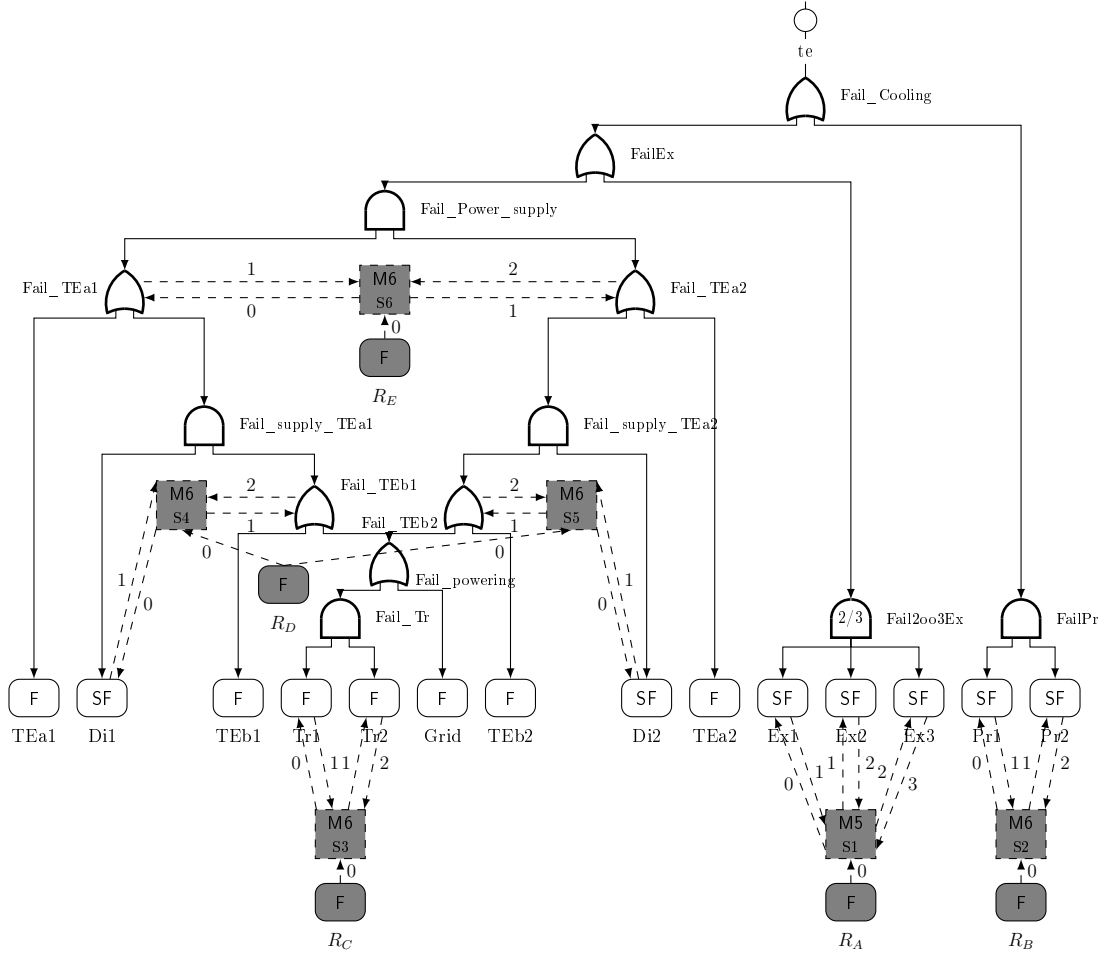 te
Fail_Cooling
FailEx
Fail_Power_supply
Fail_TEa1
1
M6
S6
2
Fail_TEa2
0
1
0
F
R_E
Fail_supply_TEa1
Fail_supply_TEa2
M6
S4
2
1
Fail_TEb1
Fail_TEb2
2
1
M6
S5
0
0
F
R_D
Fail_powering
1
0
0
1
Fail_Tr
2/3
Fail2oo3Ex
FailPr
F
SF
F
F
F
F
F
SF
F
SF
SF
SF
SF
SF
TEa1
Di1
TEb1
Tr1
Tr2
Grid
TEb2
Di2
TEa2
Ex1
Ex2
Ex3
Pr1
Pr2
0
1
1
2
0
1
1
2
2
3
0
1
1
2
M6
S3
M5
S1
M6
S2
0
0
0
F
F
F
R_C
R_A
R_B